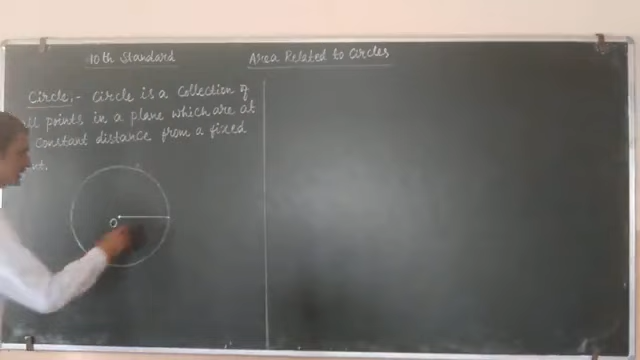 10th Standard
Area Related to Circles
Circle:- Circle is a Collection of
points in a plane which are at
Constant distance from a fixed
O